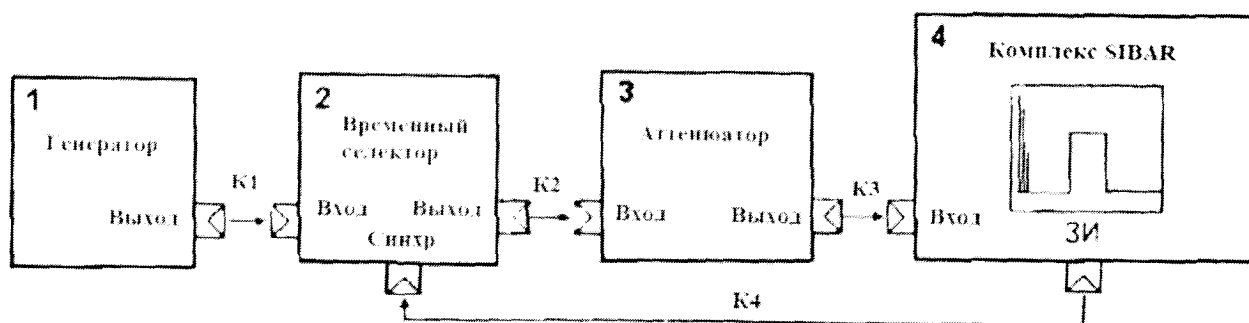 1
Генератор
Выход
К1
2
Временный
селектор
Вход
Выход
Синхр
К2
3
Аттенюатор
Вход
Выход
К3
4
Комплекс SIBAR
Вход
ЗИ
К4